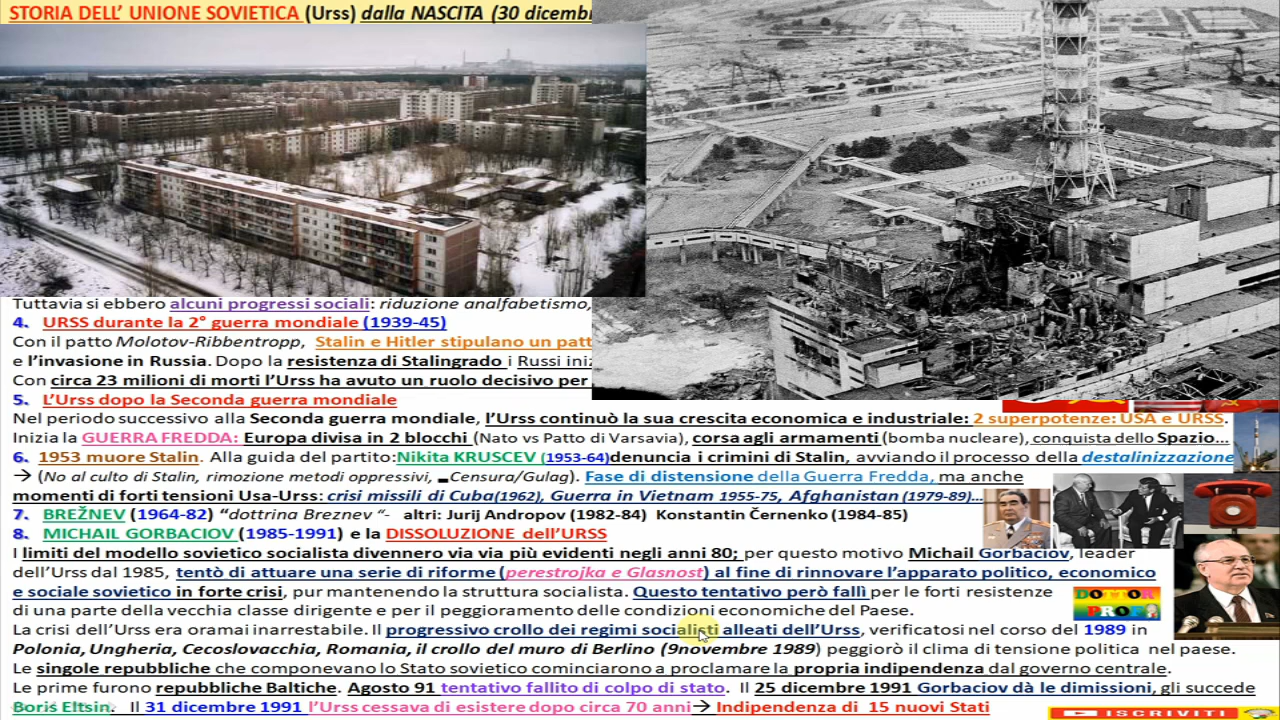 STORIA DELL' UNIONE SOVIETICA (Urss) dalla NASCITA (30 dicembi
Tuttavia si ebbero alcuni progressi sociali: riduzione analfabetismo,
4. URSS durante la 2° guerra mondiale (1939-45)
Con il patto Molotov-Ribbentropp, Stalin e Hitler stipulano un patt
e l'invasione in Russia. Dopo la resistenza di Stalingrado i Russi iniz
Con circa 23 milioni di morti l'Urss ha avuto un ruolo decisivo per
5. L'Urss dopo la Seconda guerra mondiale
Nel periodo successivo alla Seconda guerra mondiale, l'Urss continuò la sua crescita economica e industriale: 2 superpotenze: USA e URSS.
Inizia la GUERRA FREDDA: Europa divisa in 2 blocchi (Nato vs Patto di Varsavia), corsa agli armamenti (bomba nucleare), conquista dello Spazio...
6. 1953 muore Stalin. Alla guida del partito:Nikita KRUSCEV (1953-64)denuncia i crimini di Stalin, avviando il processo della destalinizzazione
→ (No al culto di Stalin, rimozione metodi oppressivi, -Censura/Gulag). Fase di distensione della Guerra Fredda, ma anche
momenti di forti tensioni Usa-Urss: crisi missili di Cuba(1962), Guerra in Vietnam 1955-75, Afghanistan (1979-89)...
7. BREŽNEV (1964-82) "dottrina Breznev "- altri: Jurij Andropov (1982-84) Konstantin Černenko (1984-85)
8. MICHAIL GORBACIOV (1985-1991) e la DISSOLUZIONE dell'URSS
I limiti del modello sovietico socialista divennero via via più evidenti negli anni 80; per questo motivo Michail Gorbaciov, leader
dell'Urss dal 1985, tentò di attuare una serie di riforme (perestrojka e Glasnost) al fine di rinnovare l'apparato politico, economico
e sociale sovietico in forte crisi, pur mantenendo la struttura socialista. Questo tentativo però fallì per le forti resistenze
di una parte della vecchia classe dirigente e per il peggioramento delle condizioni economiche del Paese.
DOTTOR
PROF
La crisi dell'Urss era oramai inarrestabile. Il progressivo crollo dei regimi socialisti alleati dell'Urss, verificatosi nel corso del 1989 in
Polonia, Ungheria, Cecoslovacchia, Romania, il crollo del muro di Berlino (9novembre 1989) peggiorò il clima di tensione politica nel paese.
Le singole repubbliche che componevano lo Stato sovietico cominciarono a proclamare la propria indipendenza dal governo centrale.
Le prime furono repubbliche Baltiche. Agosto 91 tentativo fallito di colpo di stato. Il 25 dicembre 1991 Gorbaciov dà le dimissioni, gli succede
Boris Eltsin. Il 31 dicembre 1991 l'Urss cessava di esistere dopo circa 70 anni→ Indipendenza di 15 nuovi Stati
ISCRIVITI